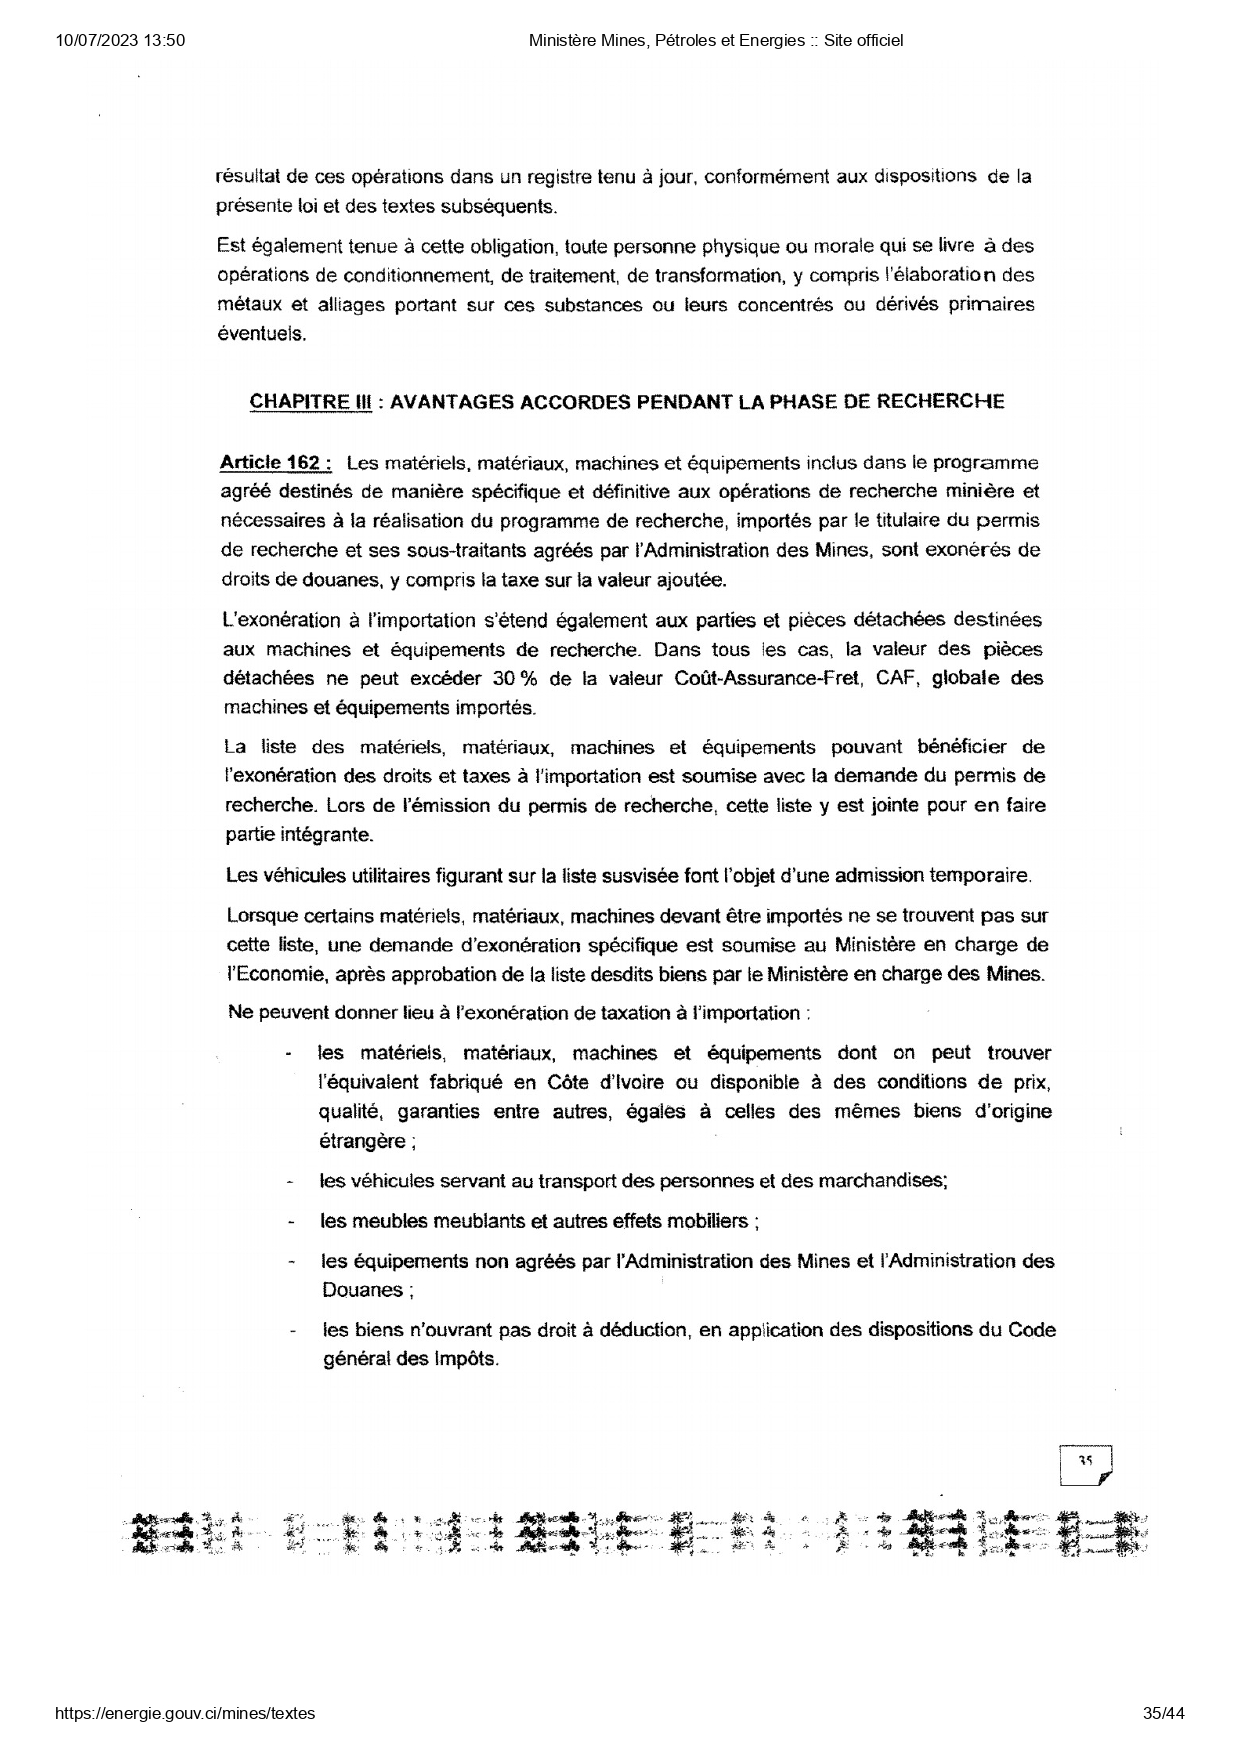 10/07/2023 13:50
Ministère Mines, Pétroles et Energies :: Site officiel
résultat de ces opérations dans un registre tenu à jour, conformément aux dispositions de la
présente loi et des textes subséquents.
Est également tenue à cette obligation, toute personne physique ou morale qui se livre à des
opérations de conditionnement, de traitement, de transformation, y compris l'élaboration des
métaux et alliages portant sur ces substances ou leurs concentrés ou dérivés primaires
éventuels.
CHAPITRE III : AVANTAGES ACCORDES PENDANT LA PHASE DE RECHERCHE
Article 162 : Les matériels, matériaux, machines et équipements inclus dans le programme
agréé destinés de manière spécifique et définitive aux opérations de recherche minière et
nécessaires à la réalisation du programme de recherche, importés par le titulaire du permis
de recherche et ses sous-traitants agréés par l'Administration des Mines, sont exonérés de
droits de douanes, y compris la taxe sur la valeur ajoutée.
L'exonération à l'importation s'étend également aux parties et pièces détachées destinées
aux machines et équipements de recherche. Dans tous les cas, la valeur des pièces
détachées ne peut excéder 30 % de la valeur Coût-Assurance-Fret, CAF, globale des
machines et équipements importés.
La liste des matériels, matériaux, machines et équipements pouvant bénéficier de
l'exonération des droits et taxes à l'importation est soumise avec la demande du permis de
recherche. Lors de l'émission du permis de recherche, cette liste y est jointe pour en faire
partie intégrante.
Les véhicules utilitaires figurant sur la liste susvisée font l'objet d'une admission temporaire.
Lorsque certains matériels, matériaux, machines devant être importés ne se trouvent pas sur
cette liste, une demande d'exonération spécifique est soumise au Ministère en charge de
l'Economie, après approbation de la liste desdits biens par le Ministère en charge des Mines.
Ne peuvent donner lieu à l'exonération de taxation à l'importation :
- les matériels, matériaux, machines et équipements dont on peut trouver
l'équivalent fabriqué en Côte d'Ivoire ou disponible à des conditions de prix,
qualité, garanties entre autres, égales à celles des mêmes biens d'origine
étrangère ;
- les véhicules servant au transport des personnes et des marchandises;
- les meubles meublants et autres effets mobiliers ;
- les équipements non agréés par l'Administration des Mines et l'Administration des
Douanes ;
- les biens n'ouvrant pas droit à déduction, en application des dispositions du Code
général des Impôts.
35
https://energie.gouv.ci/mines/textes
35/44